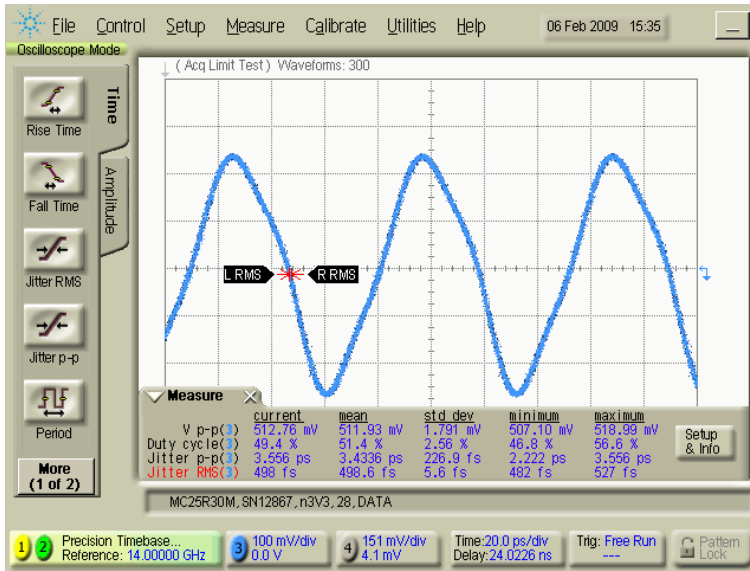 File Control Setup Measure Calibrate Utilities Help 06 Feb 2009 15:35
Oscilloscope Mode
( Acq Limit Test ) Waveforms: 300
Time
Amplitude
Rise Time
Fall Time
Jitter RMS
Jitter p-p
Period
More
(1 of 2)
L RMS R RMS
Measure
current mean std dev minimum maximum
V p-p(3) 512.76 mV 511.93 mV 1.791 mV 507.10 mV 518.99 mV
Duty cycle(3) 49.4 % 51.4 % 2.56 % 46.8 % 56.6 %
Jitter p-p(3) 3.556 ps 3.4336 ps 226.9 fs 2.222 ps 3.556 ps
Jitter RMS(3) 498 fs 498.6 fs 5.6 fs 482 fs 527 fs
Setup
& Info
MC25R30M, SN12867, n3V3, 28, DATA
1 2 Precision Timebase...
Reference: 14.00000 GHz
3 100 mV/div
0.0 V
4 151 mV/div
4.1 mV
Time:20.0 ps/div
Delay:24.0226 ns
Trig: Free Run
---
Pattern
Lock